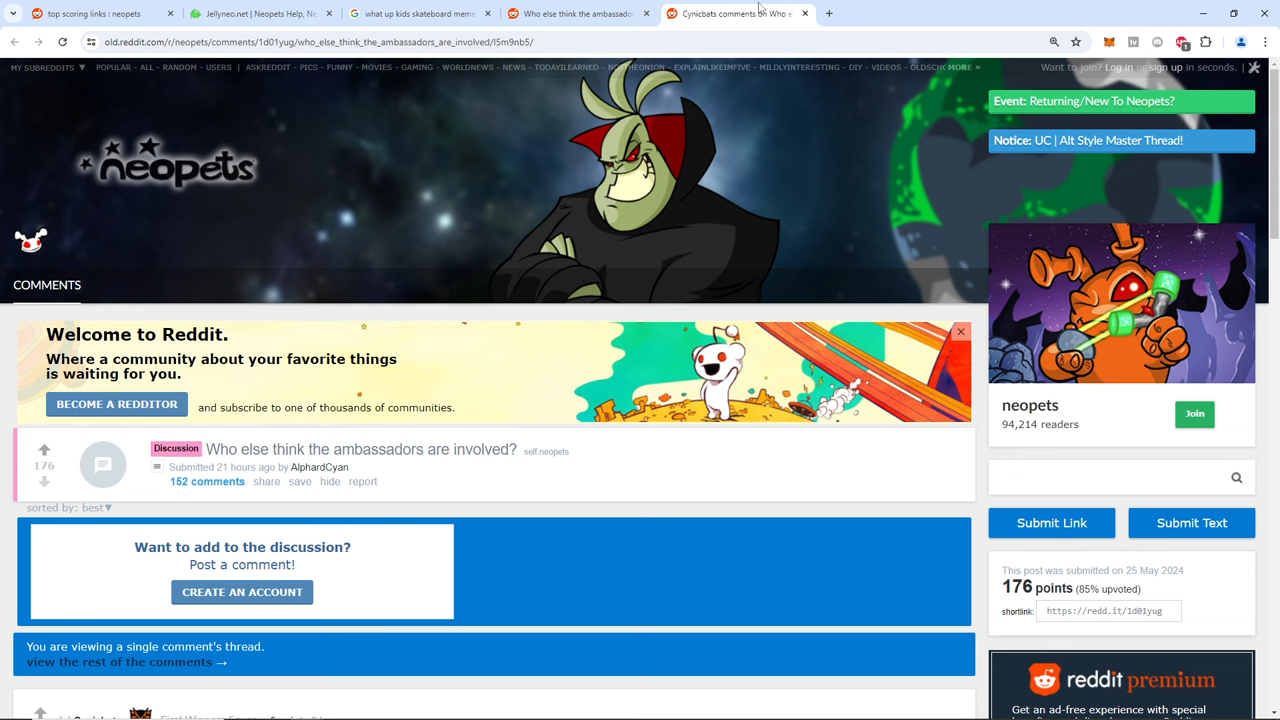 top scoring links : neopets
Jellyneo.net | Neopets Help, Ne
what up kids skateboard meme
Who else think the ambassado
Cynicbats comments on Who e
old.reddit.com/r/neopets/comments/1d01yug/who_else_think_the_ambassadors_are_involved/l5m9nb5/
MY SUBREDDITS ▼ POPULAR - ALL - RANDOM - USERS | ASKREDDIT - PICS - FUNNY - MOVIES - GAMING - WORLDNEWS - NEWS - TODAYILEARNED - NOTTHEONION - EXPLAINLIKEIMFIVE - MILDLYINTERESTING - DIY - VIDEOS - OLDSCH MORE »
Want to join? Log in or sign up in seconds. |
Event: Returning/New To Neopets?
Notice: UC | Alt Style Master Thread!
neopets
COMMENTS
Welcome to Reddit.
Where a community about your favorite things
is waiting for you.
BECOME A REDDITOR and subscribe to one of thousands of communities.
neopets
94,214 readers
Join
Discussion Who else think the ambassadors are involved? self.neopets
176
Submitted 21 hours ago by AlphardCyan
152 comments share save hide report
sorted by: best▼
Want to add to the discussion?
Post a comment!
CREATE AN ACCOUNT
Submit Link
Submit Text
This post was submitted on 25 May 2024
176 points (85% upvoted)
shortlink: https://redd.it/1d01yug
You are viewing a single comment's thread.
view the rest of the comments →
reddit premium
Get an ad-free experience with special